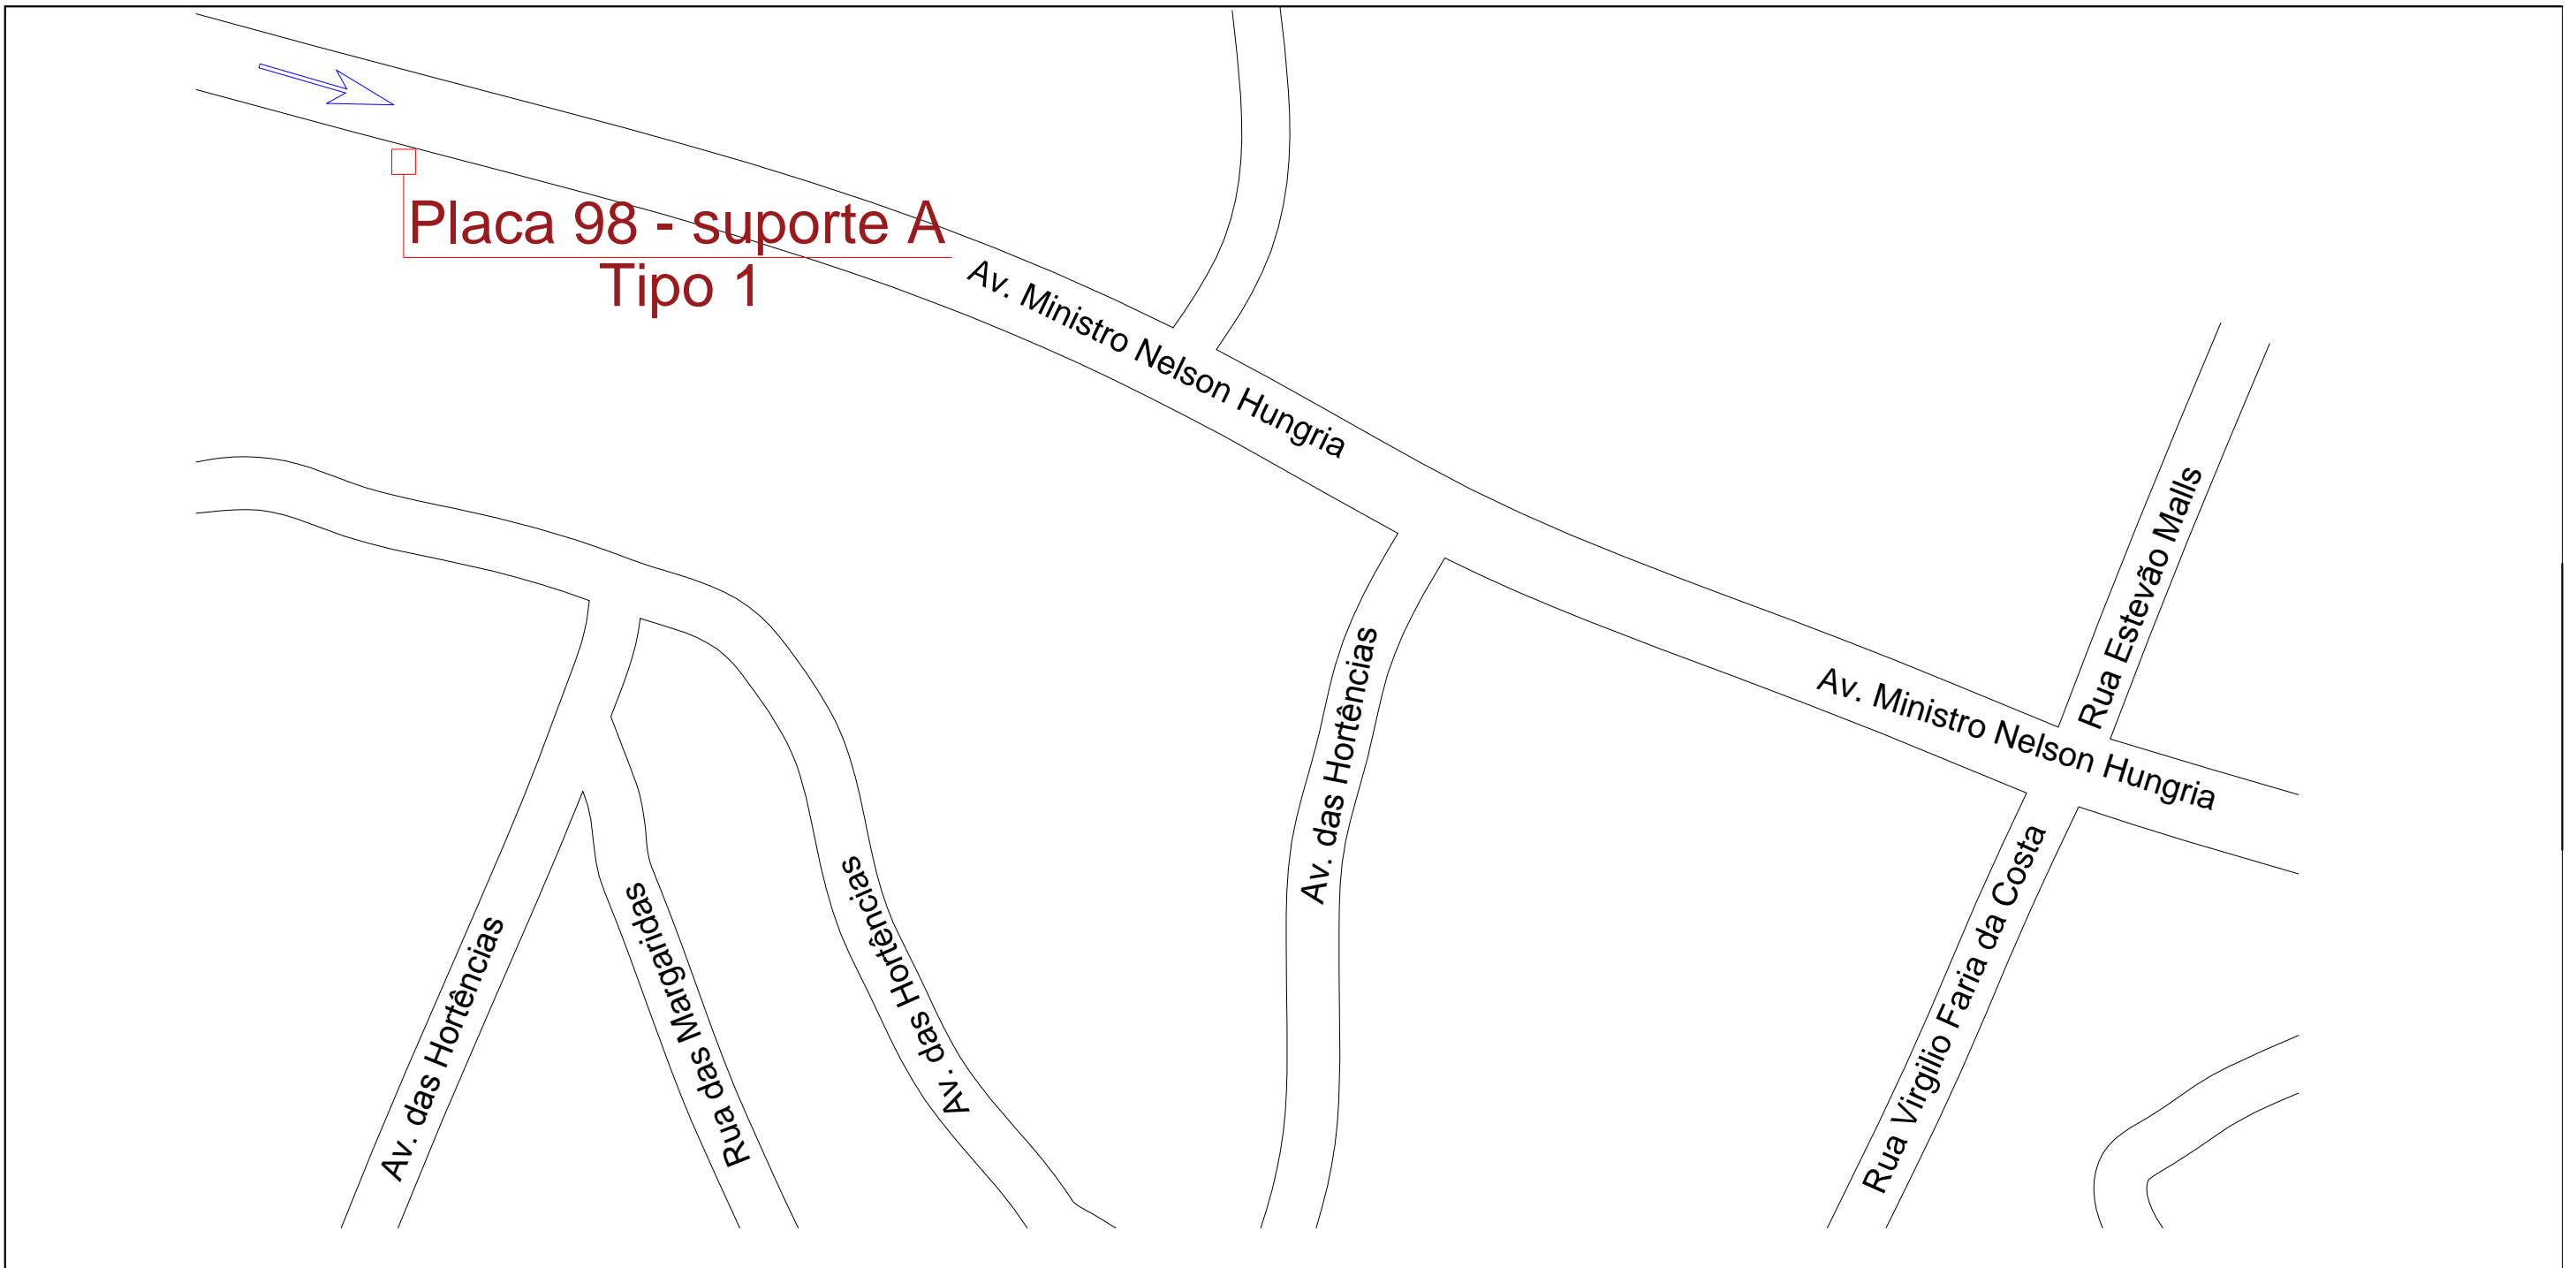 Placa 98 - suporte A
Tipo 1
Av. Ministro Nelson Hungria
Rua Estevão Malls
Av. das Hortências
Av. Ministro Nelson Hungria
Rua Virgilio Faria da Costa
Av. das Hortências
Rua das Margaridas
Av. das Hortências